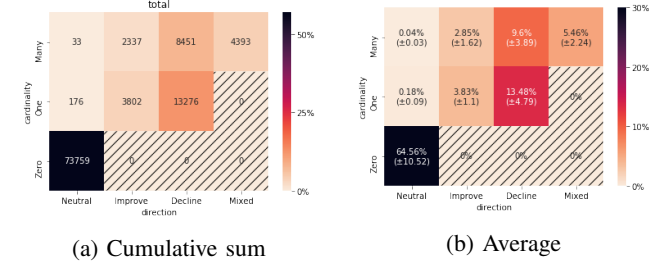 total
Many 33 2337 8451 4393
One 176 3802 13276 0
Zero 73759 0 0 0
cardinality
Neutral Improve Decline Mixed
direction
50%
25%
0%
(a) Cumulative sum
Many 0.04% (±0.03) 2.85% (±1.62) 9.6% (±3.89) 5.46% (±2.24)
One 0.18% (±0.09) 3.83% (±1.1) 13.48% (±4.79) 0%
Zero 64.56% (±10.52) 0% 0% 0%
cardinality
Neutral Improve Decline Mixed
direction
30%
20%
10%
0%
(b) Average